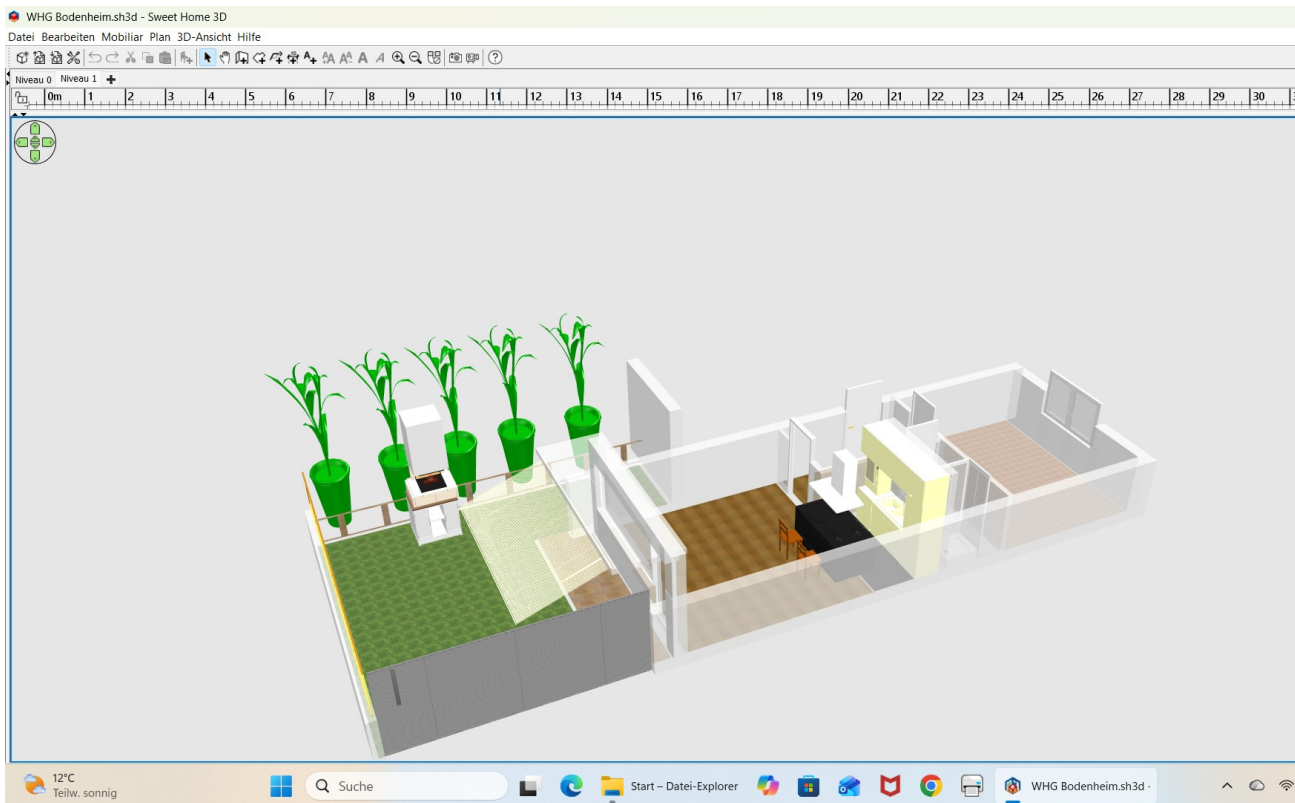 WHG Bodenheim.sh3d - Sweet Home 3D
Datei Bearbeiten Mobiliar Plan 3D-Ansicht Hilfe
Niveau 0 Niveau 1
0m 1 2 3 4 5 6 7 8 9 10 11 12 13 14 15 16 17 18 19 20 21 22 23 24 25 26 27 28 29 30
12°C
Teilw. sonnig
Suche
Start – Datei-Explorer
WHG Bodenheim.sh3d -